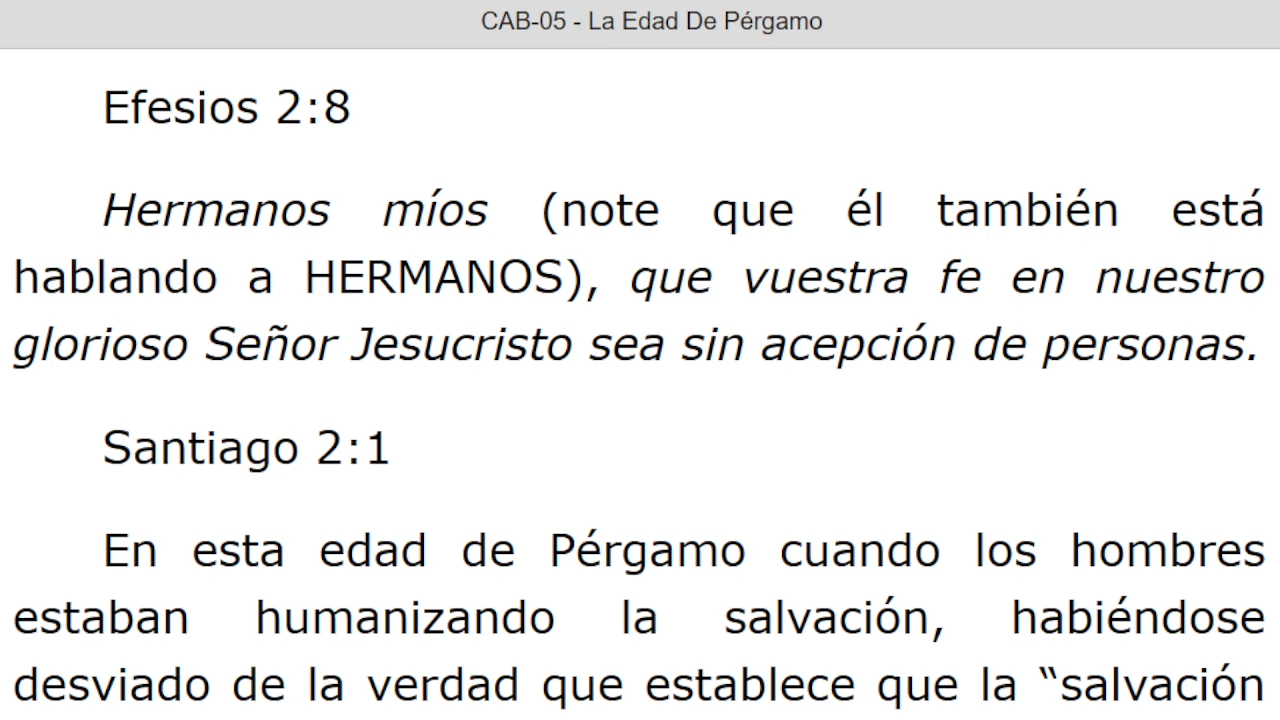 CAB-05 - La Edad De Pérgamo
Efesios 2:8
Hermanos míos (note que él también está
hablando a HERMANOS), que vuestra fe en nuestro
glorioso Señor Jesucristo sea sin acepción de personas.
Santiago 2:1
En esta edad de Pérgamo cuando los hombres
estaban humanizando la salvación, habiéndose
desviado de la verdad que establece que la “salvación